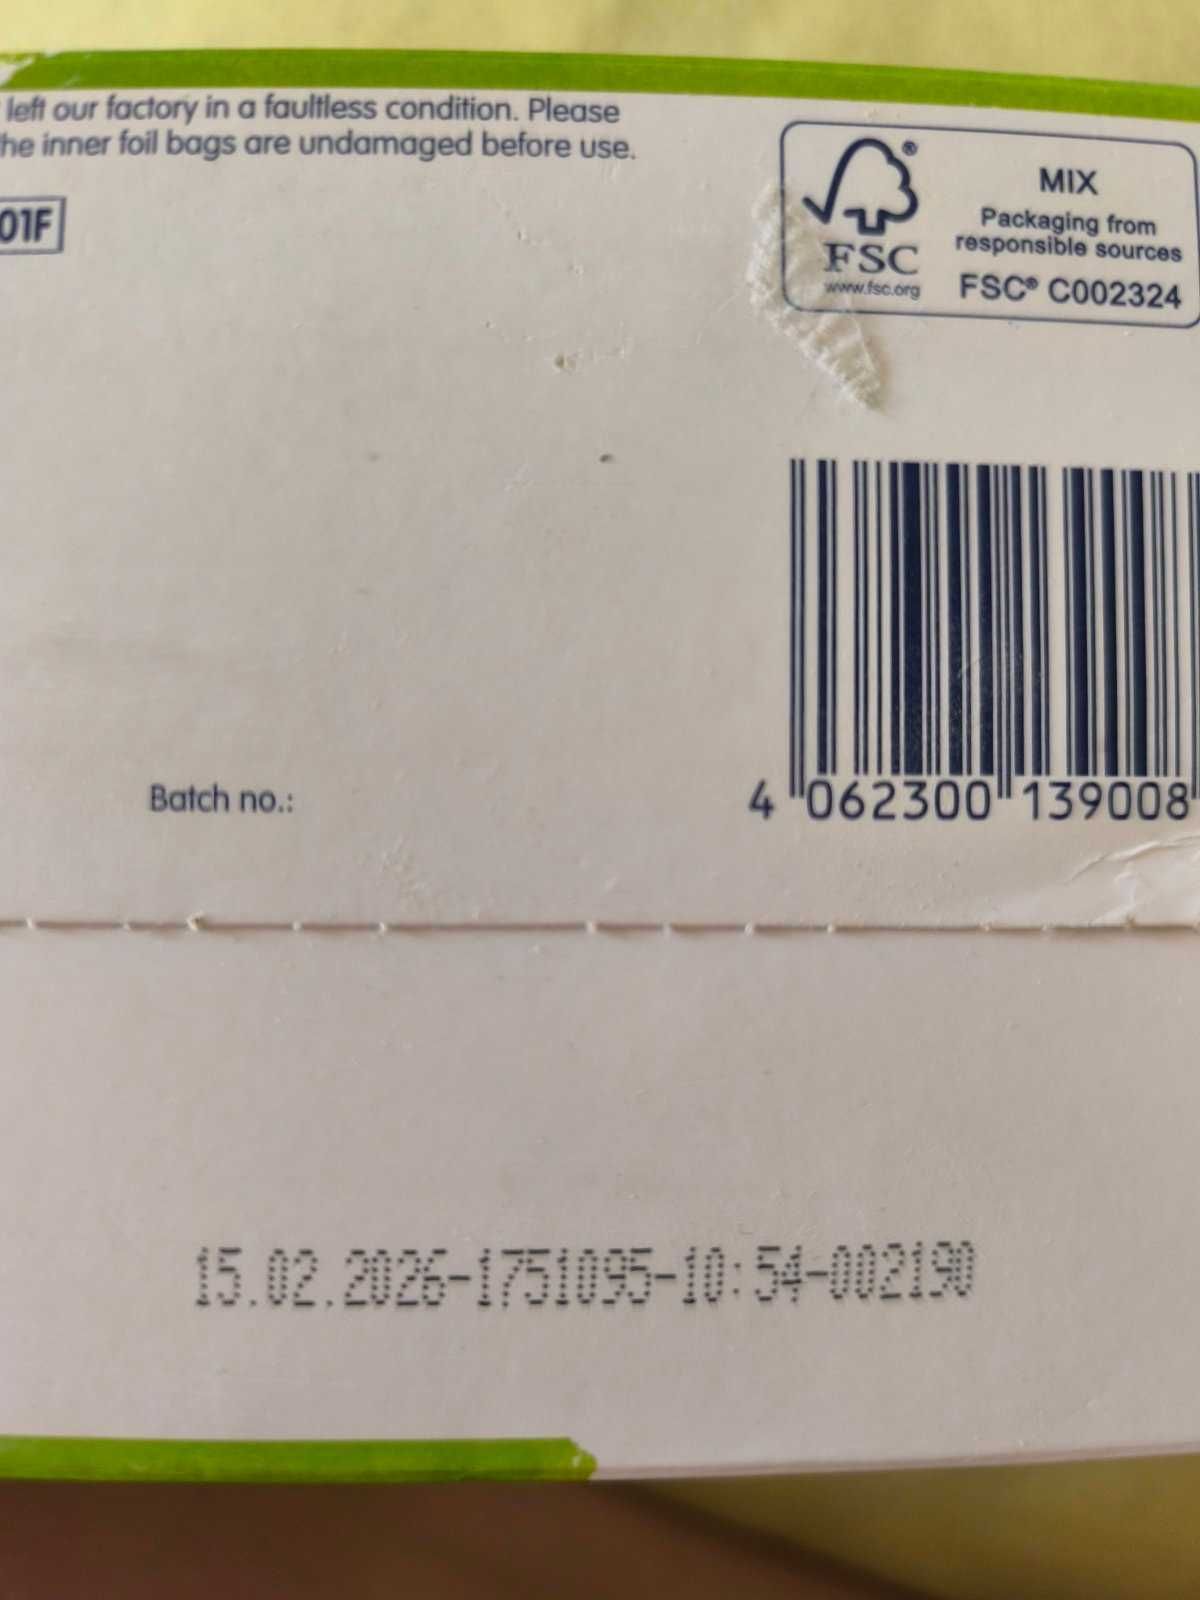 left our factory in a faultless condition. Please
he inner foil bags are undamaged before use.
01F
MIX
Packaging from
responsible sources
FSC® C002324
®
FSC
www.fsc.org
Batch no.:
4 062300 139008
15.02.2026-1751095-10:54-002190